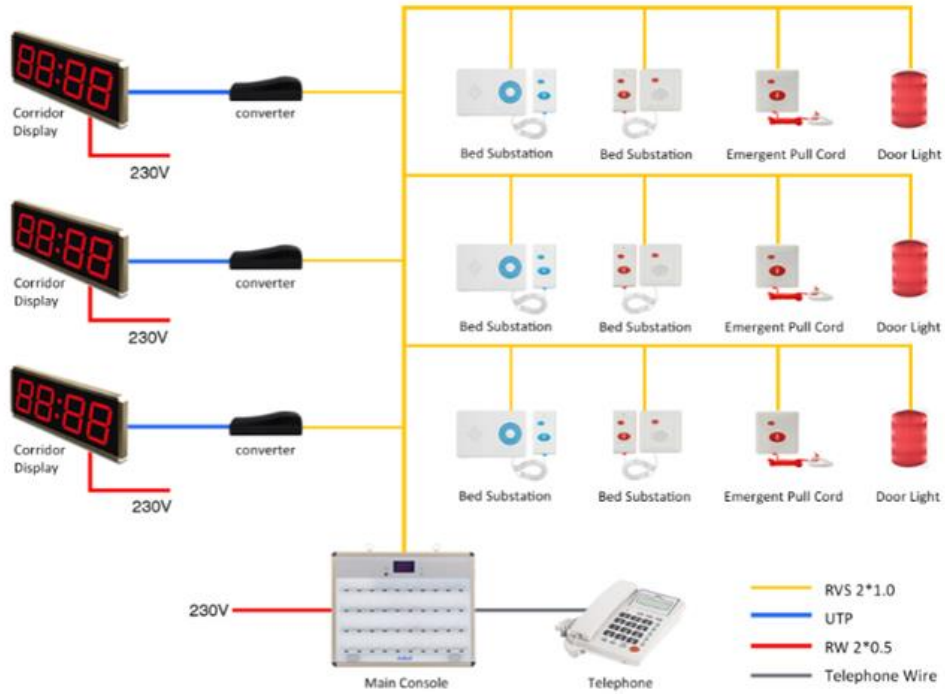 88:88
Corridor
Display
230V
converter
Bed Substation
Bed Substation
Emergent Pull Cord
Door Light
88:88
Corridor
Display
230V
converter
Bed Substation
Bed Substation
Emergent Pull Cord
Door Light
88:88
Corridor
Display
230V
converter
Bed Substation
Bed Substation
Emergent Pull Cord
Door Light
230V
Main Console
Telephone
RVS 2*1.0
UTP
RW 2*0.5
Telephone Wire